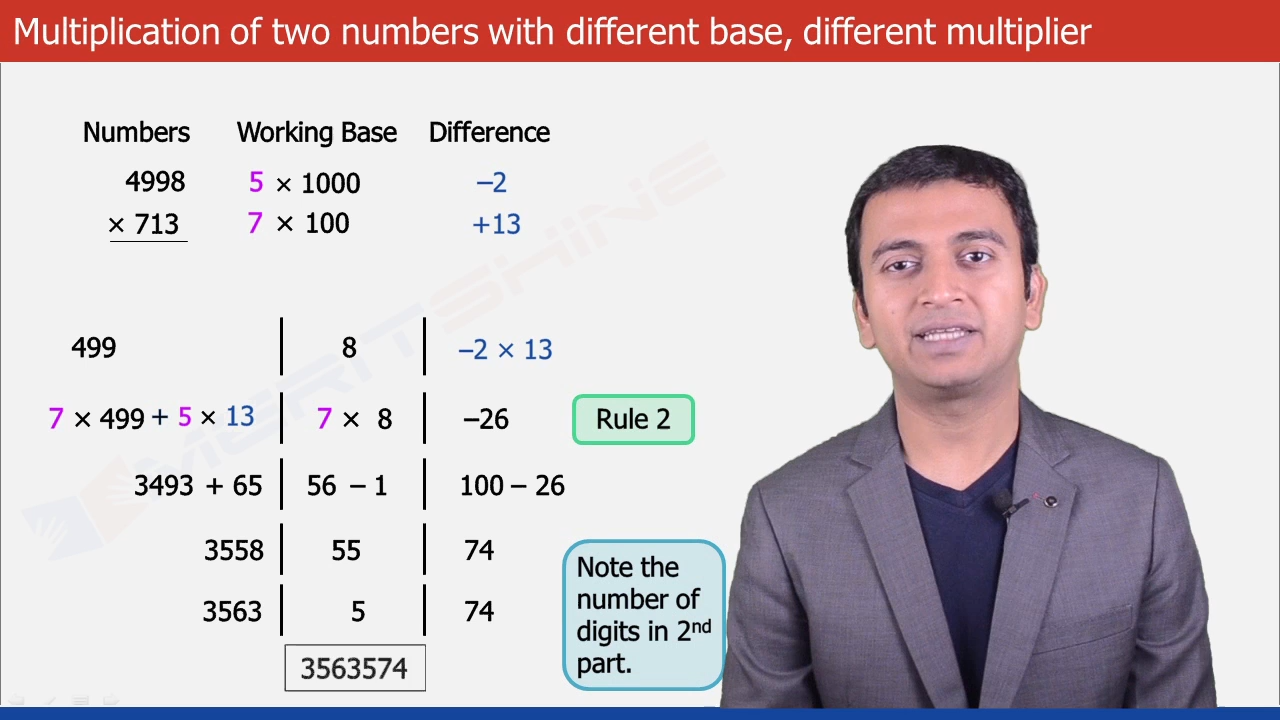 Multiplication of two numbers with different base, different multiplier
Numbers Working Base Difference
4998 5 × 1000 –2
× 713 7 × 100 +13
499 8 –2 × 13
7 × 499 + 5 × 13 7 × 8 –26 Rule 2
3493 + 65 56 – 1 100 – 26
3558 55 74
3563 5 74
3563574
Note the
number of
digits in 2nd
part.
MERITSHINE